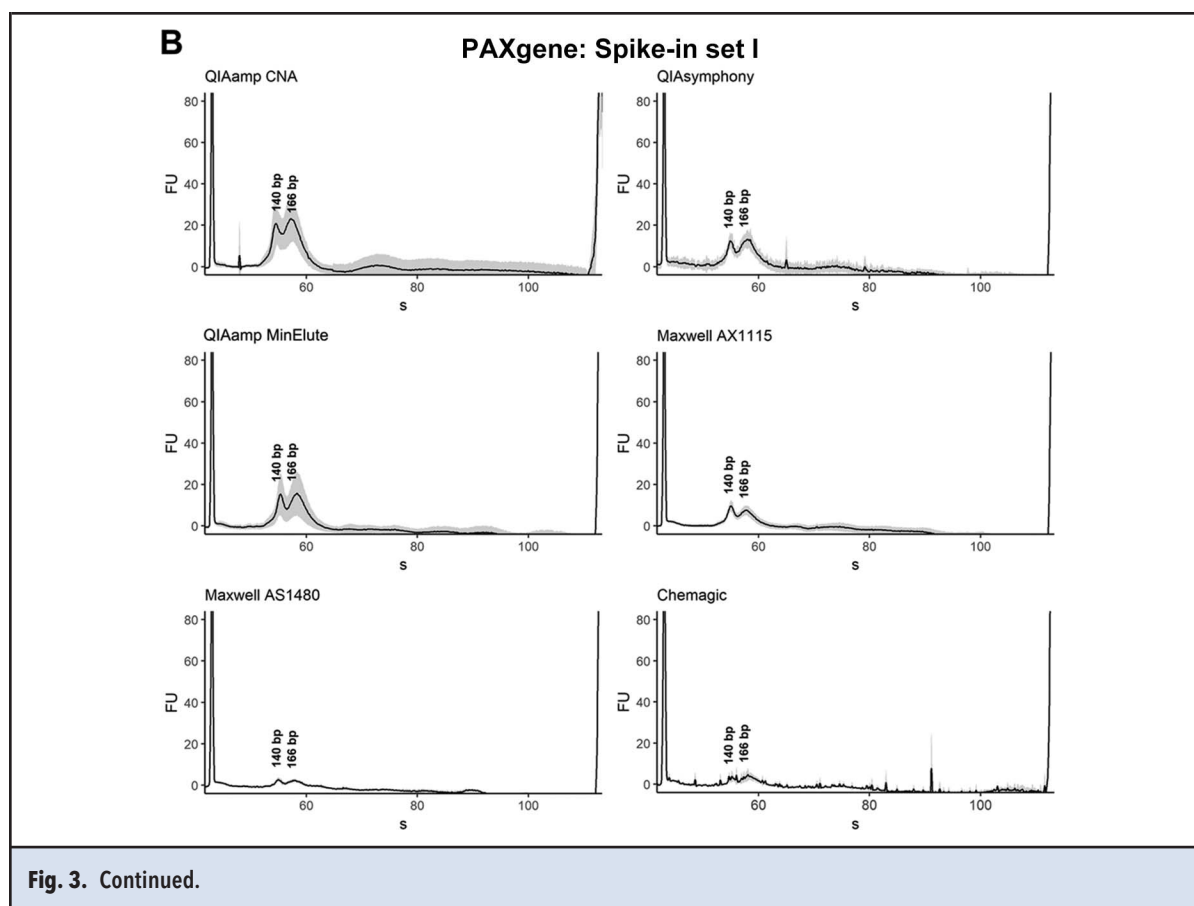 B
PAXgene: Spike-in set I
QIAamp CNA
80
60
40
20
0
FU
140 bp
166 bp
60
80
100
s
QIAsymphony
80
60
40
20
0
FU
140 bp
166 bp
60
80
100
s
QIAamp MinElute
80
60
40
20
0
FU
140 bp
166 bp
60
80
100
s
Maxwell AX1115
80
60
40
20
0
FU
140 bp
166 bp
60
80
100
s
Maxwell AS1480
80
60
40
20
0
FU
140 bp
166 bp
60
80
100
s
Chemagic
80
60
40
20
0
FU
140 bp
166 bp
60
80
100
s
Fig. 3. Continued.